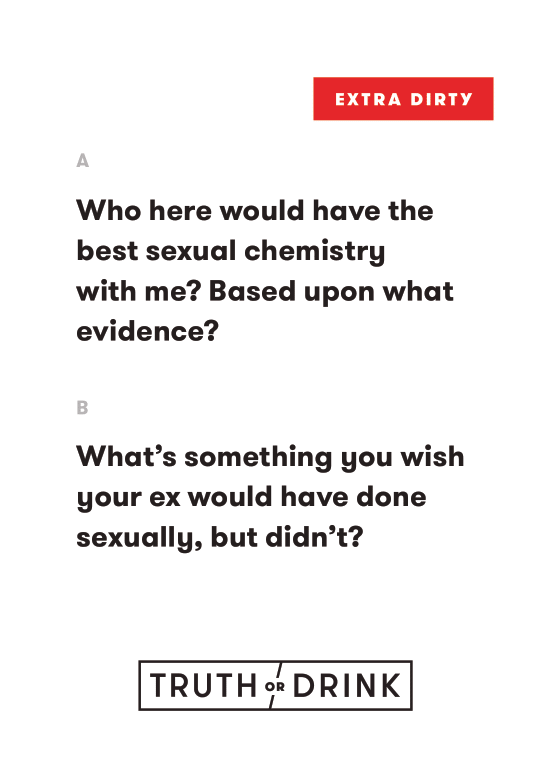 EXTRA DIRTY
A
Who here would have the
best sexual chemistry
with me? Based upon what
evidence?
B
What's something you wish
your ex would have done
sexually, but didn't?
TRUTH OR DRINK